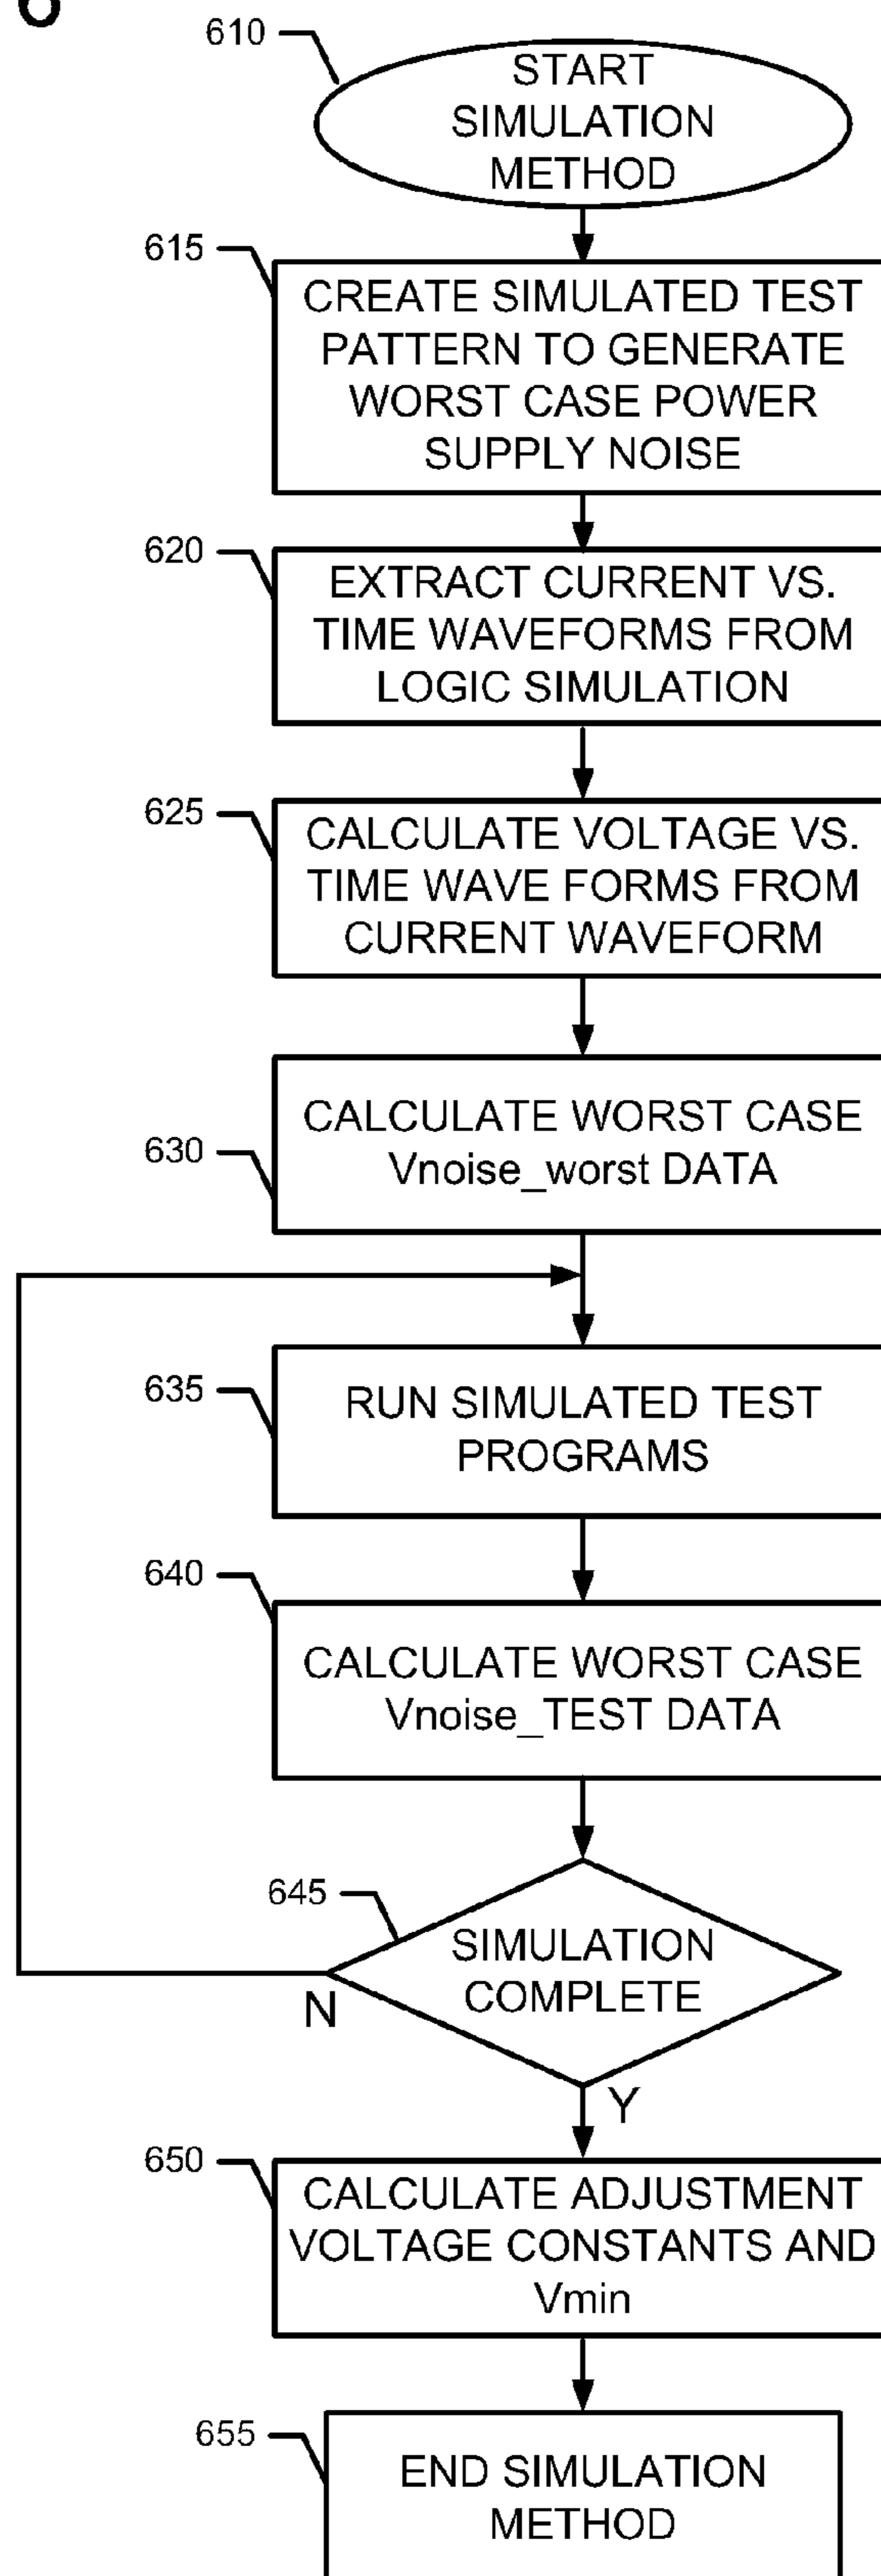 610
START
SIMULATION
METHOD
615
CREATE SIMULATED TEST
PATTERN TO GENERATE
WORST CASE POWER
SUPPLY NOISE
620
EXTRACT CURRENT VS.
TIME WAVEFORMS FROM
LOGIC SIMULATION
625
CALCULATE VOLTAGE VS.
TIME WAVE FORMS FROM
CURRENT WAVEFORM
630
CALCULATE WORST CASE
Vnoise_worst DATA
635
RUN SIMULATED TEST
PROGRAMS
640
CALCULATE WORST CASE
Vnoise_TEST DATA
645
SIMULATION
COMPLETE
N
Y
650
CALCULATE ADJUSTMENT
VOLTAGE CONSTANTS AND
Vmin
655
END SIMULATION
METHOD